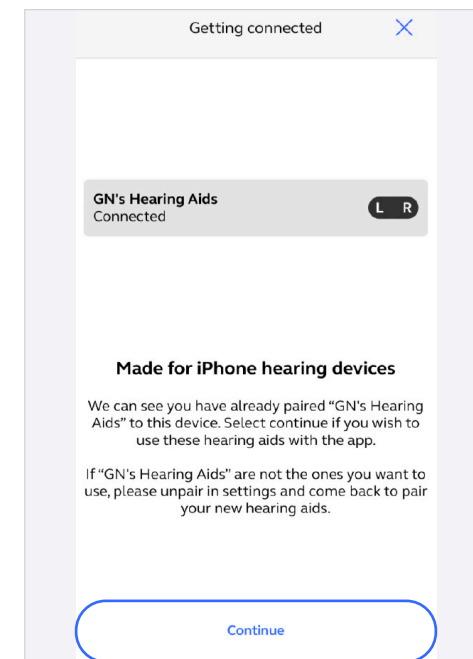 Getting connected
GN's Hearing Aids
Connected
L R
Made for iPhone hearing devices
We can see you have already paired “GN's Hearing
Aids” to this device. Select continue if you wish to
use these hearing aids with the app.
If “GN's Hearing Aids” are not the ones you want to
use, please unpair in settings and come back to pair
your new hearing aids.
Continue